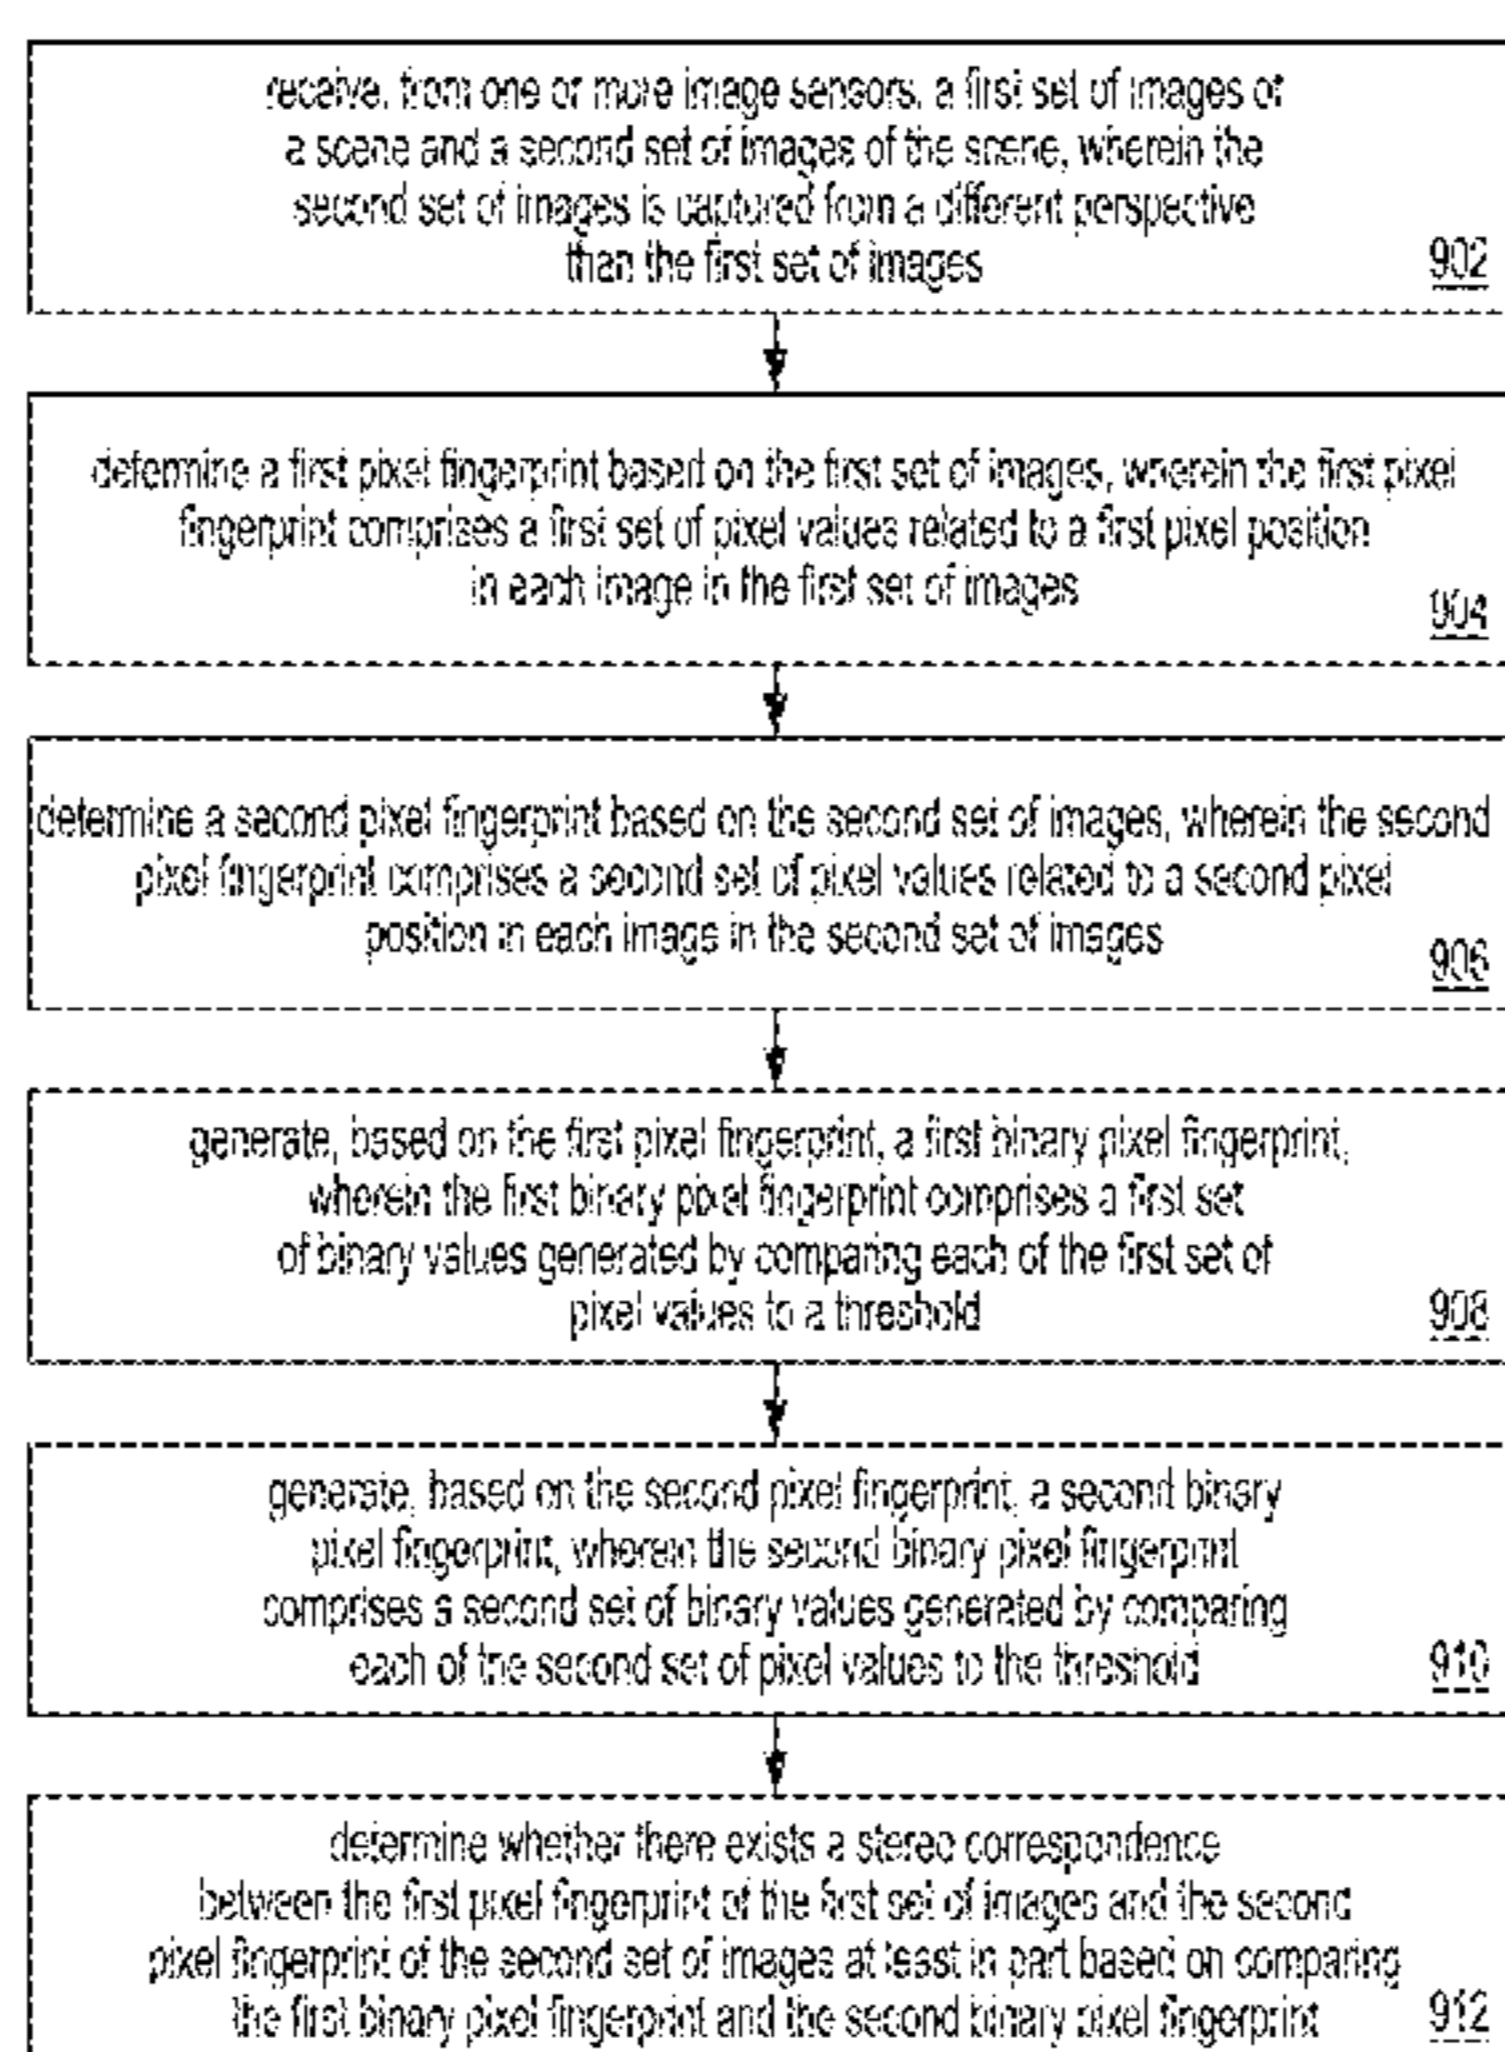 receive, from one or more image sensors, a first set of images of
a scene and a second set of images of the scene, wherein the
second set of images is captured from a different perspective
than the first set of images
902
determine a first pixel fingerprint based on the first set of images, wherein the first pixel
fingerprint comprises a first set of pixel values related to a first pixel position
in each image in the first set of images
904
determine a second pixel fingerprint based on the second set of images, wherein the second
pixel fingerprint comprises a second set of pixel values related to a second pixel
position in each image in the second set of images
906
generate, based on the first pixel fingerprint, a first binary pixel fingerprint,
wherein the first binary pixel fingerprint comprises a first set
of binary values generated by comparing each of the first set of
pixel values to a threshold
908
generate, based on the second pixel fingerprint, a second binary
pixel fingerprint, wherein the second binary pixel fingerprint
comprises a second set of binary values generated by comparing
each of the second set of pixel values to the threshold
910
determine whether there exists a stereo correspondence
between the first pixel fingerprint of the first set of images and the second
pixel fingerprint of the second set of images at least in part based on comparing
the first binary pixel fingerprint and the second binary pixel fingerprint
912